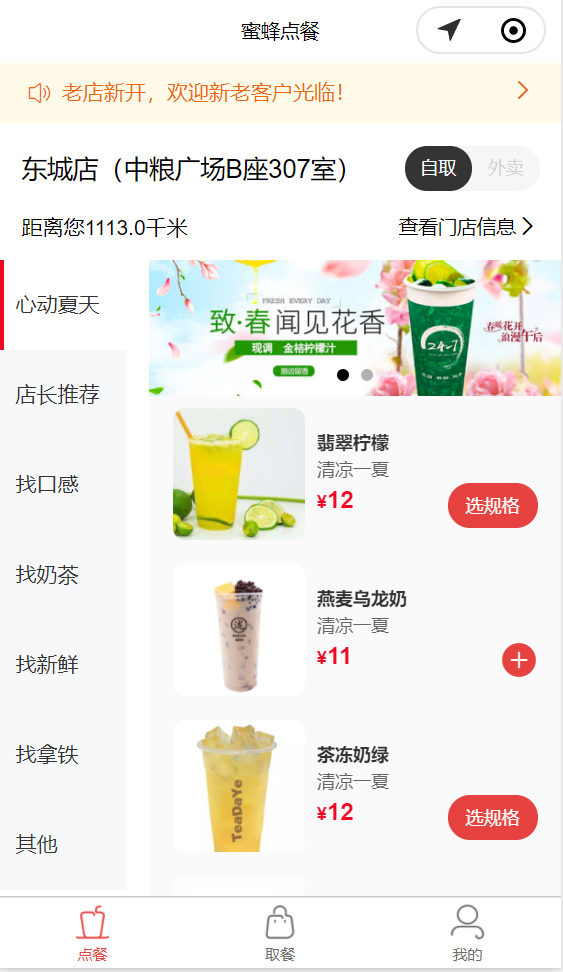 蜜蜂点餐
老店新开，欢迎新老客户光临！
东城店（中粮广场B座307室）
自取 外卖
距离您1113.0千米
查看门店信息
心动夏天
店长推荐
找口感
找奶茶
找新鲜
找拿铁
其他
FRESH EVERY DAY
致·春闻见花香
现调 金桔柠檬汁
唇齿留香
24-7
春暖花开
浪漫午后
翡翠柠檬
清凉一夏
¥12
选规格
燕麦乌龙奶
清凉一夏
¥11
TeaDaYe
茶冻奶绿
清凉一夏
¥12
选规格
点餐
取餐
我的